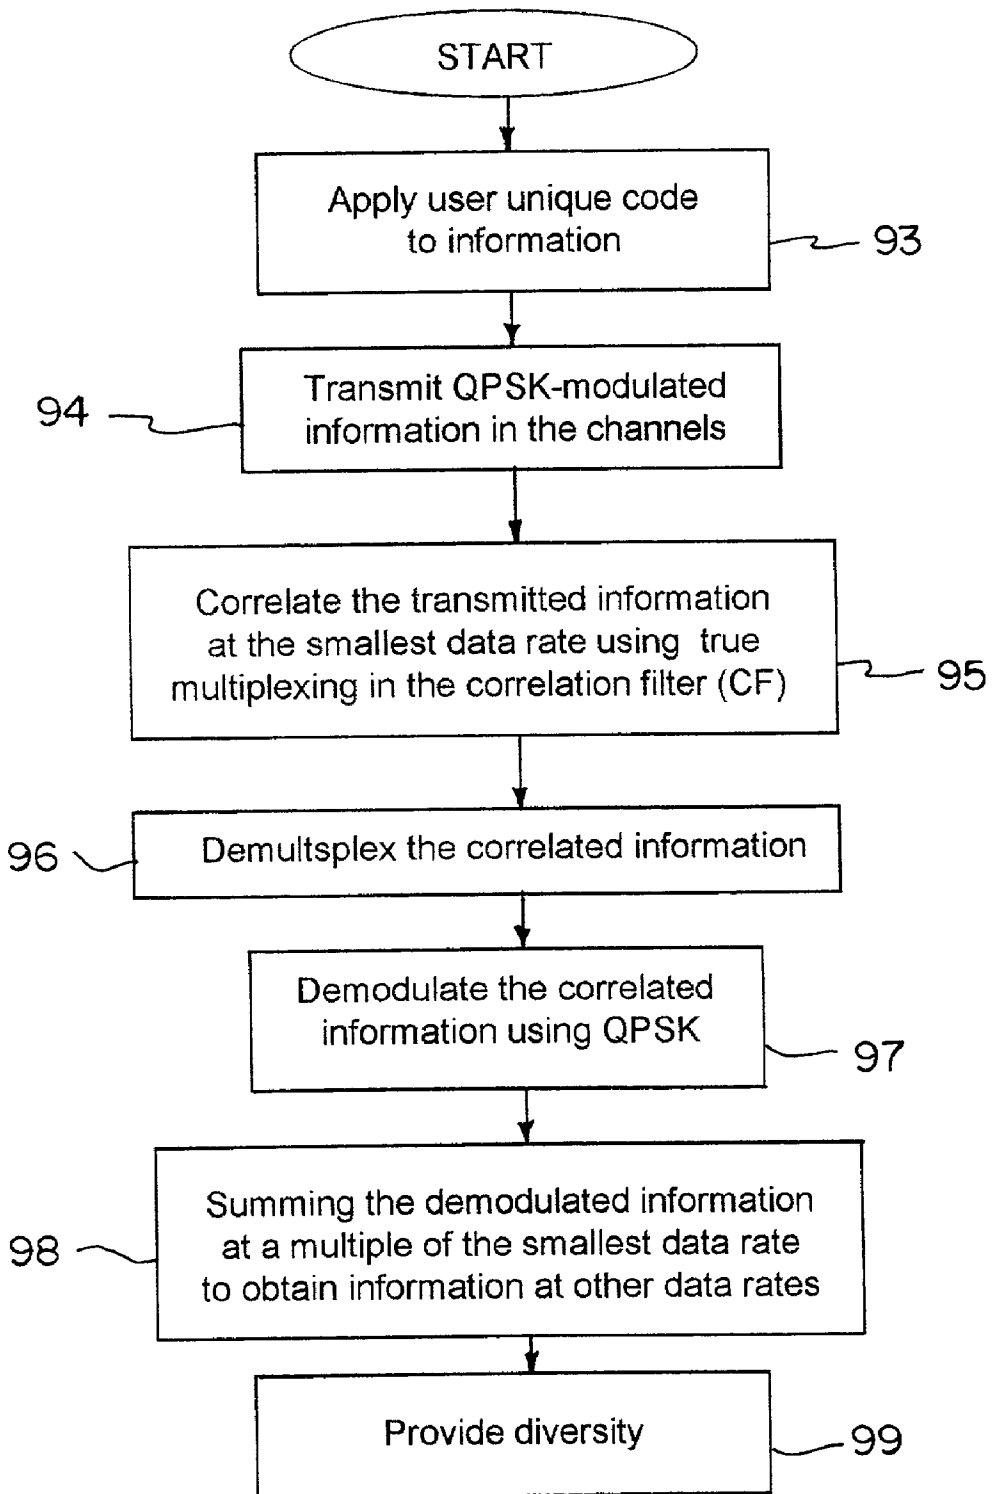 START
Apply user unique code
to information
93
94
Transmit QPSK-modulated
information in the channels
Correlate the transmitted information
at the smallest data rate using true
multiplexing in the correlation filter (CF)
95
96
Demultsplex the correlated information
Demodulate the correlated
information using QPSK
97
98
Summing the demodulated information
at a multiple of the smallest data rate
to obtain information at other data rates
Provide diversity
99